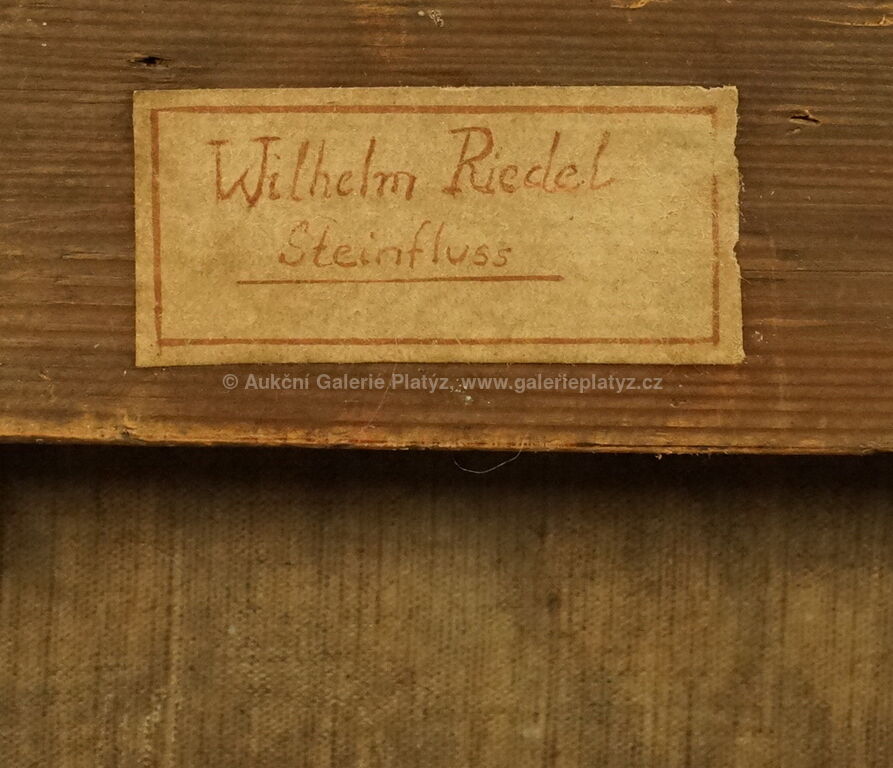 Wilhelm Riedel
Steinfluss
© Aukční Galerie Platýz, www.galerieplatyz.cz